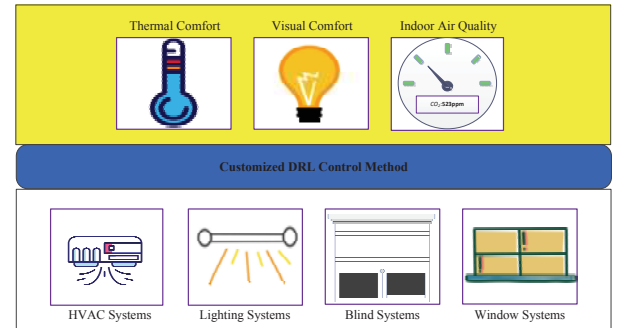 Thermal Comfort
Visual Comfort
Indoor Air Quality
CO₂:523ppm
Customized DRL Control Method
HVAC Systems
Lighting Systems
Blind Systems
Window Systems